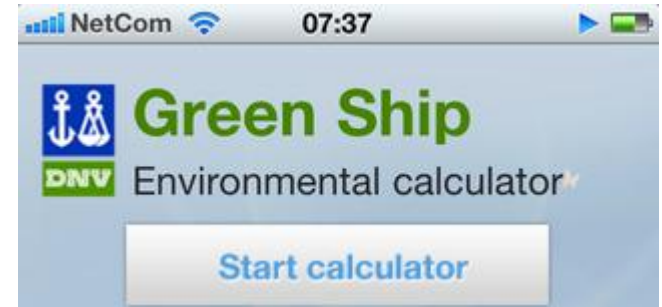 NetCom 07:37
Green Ship
DNV
Environmental calculator
Start calculator